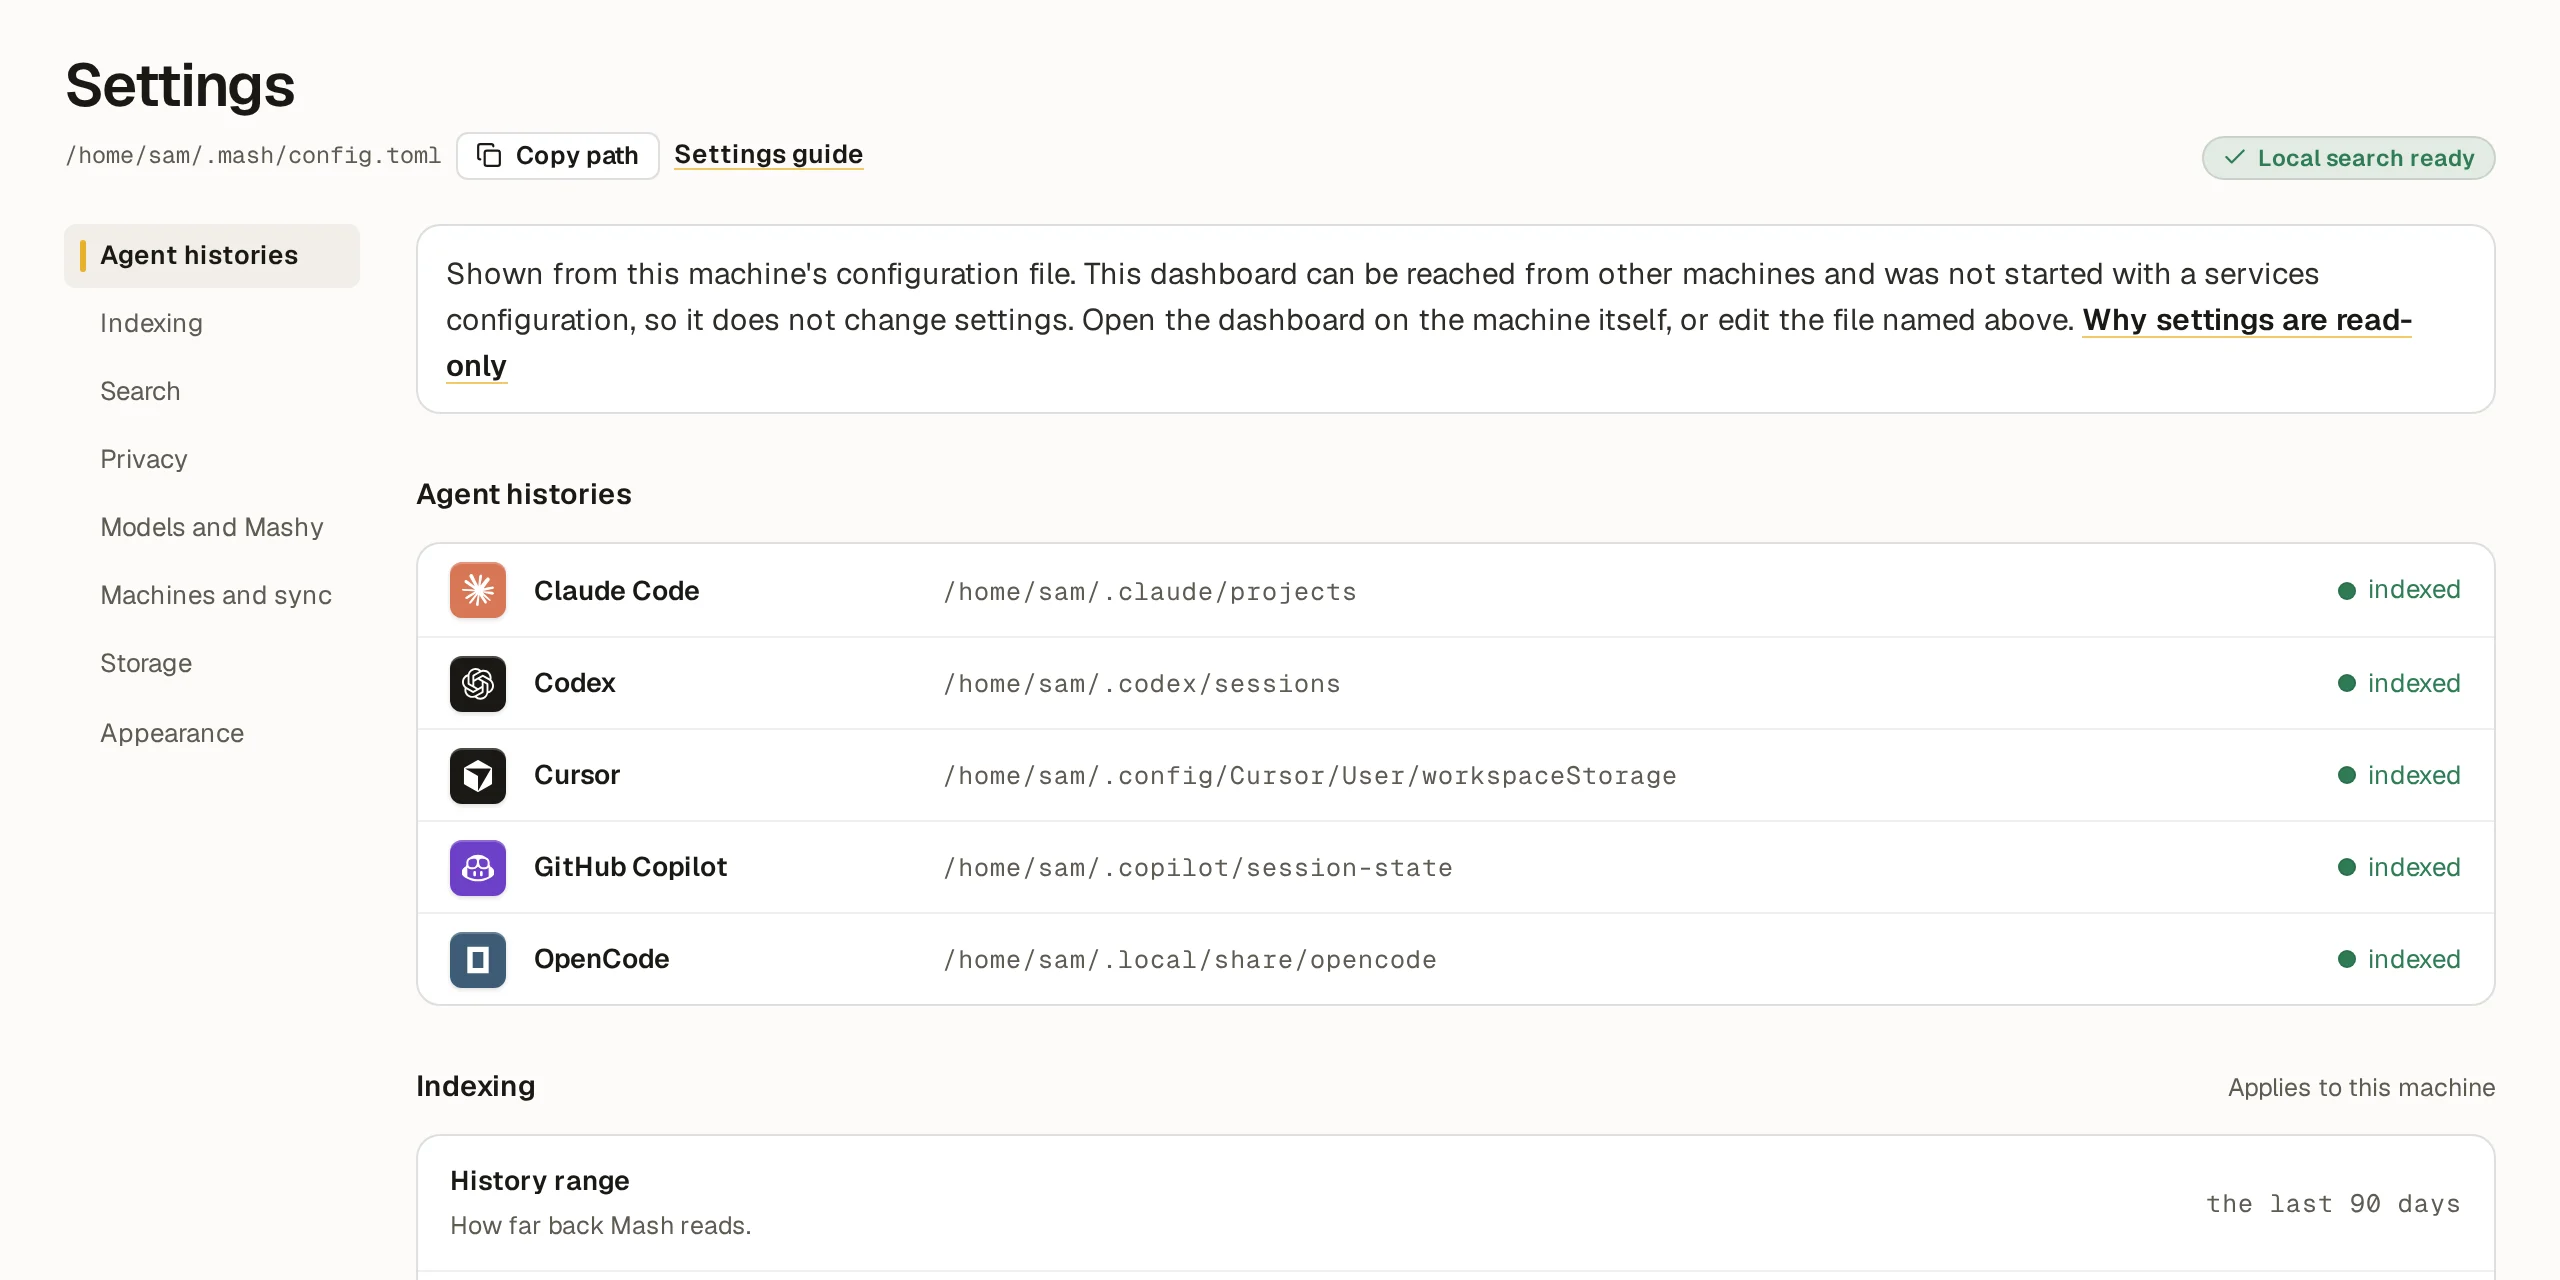 Settings
/home/sam/.mash/config.toml
Copy path
Settings guide
Local search ready
Agent histories
Indexing
Search
Privacy
Models and Mashy
Machines and sync
Storage
Appearance
Shown from this machine's configuration file. This dashboard can be reached from other machines and was not started with a services
configuration, so it does not change settings. Open the dashboard on the machine itself, or edit the file named above. Why settings are read-
only
Agent histories
Claude Code /home/sam/.claude/projects indexed
Codex /home/sam/.codex/sessions indexed
Cursor /home/sam/.config/Cursor/User/workspaceStorage indexed
GitHub Copilot /home/sam/.copilot/session-state indexed
OpenCode /home/sam/.local/share/opencode indexed
Indexing
Applies to this machine
History range
How far back Mash reads.
the last 90 days